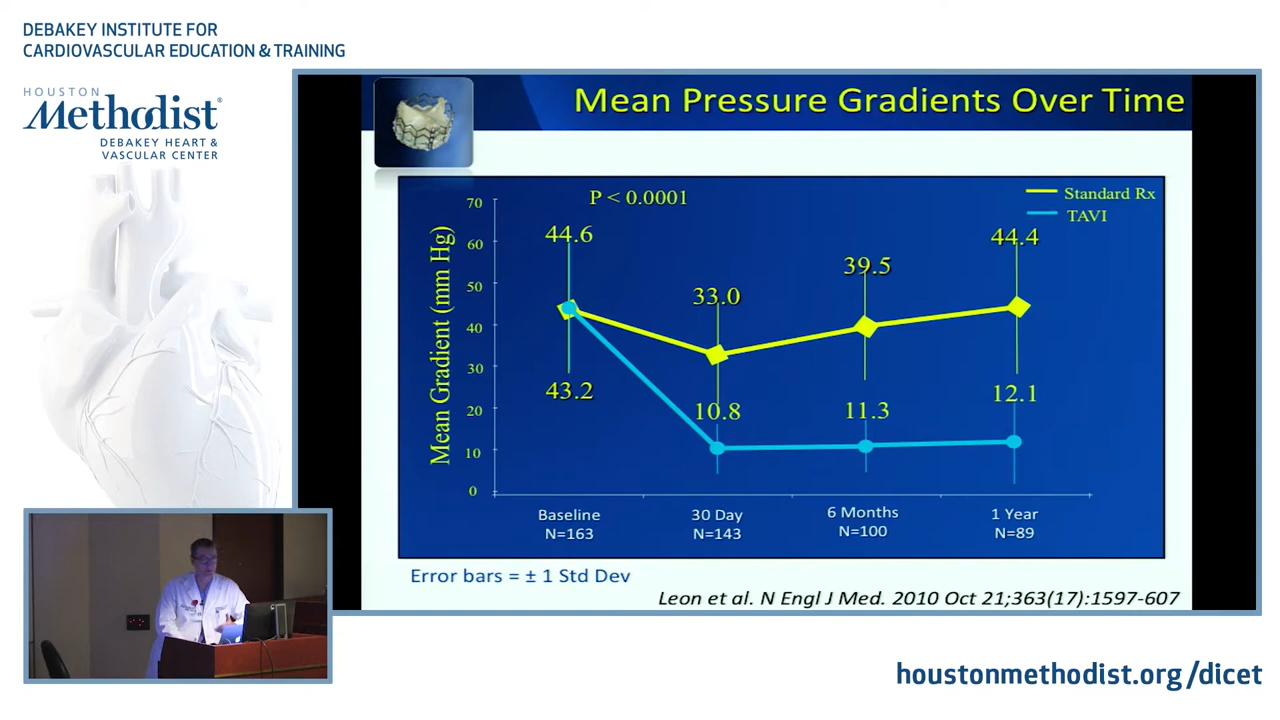 DEBAKEY INSTITUTE FOR
CARDIOVASCULAR EDUCATION & TRAINING
HOUSTON
Methodist®
DEBAKEY HEART &
VASCULAR CENTER
Mean Pressure Gradients Over Time
P < 0.0001
Standard Rx
TAVI
Mean Gradient (mm Hg)
70
60
50
40
30
20
10
0
44.6
43.2
33.0
10.8
39.5
11.3
44.4
12.1
Baseline
N=163
30 Day
N=143
6 Months
N=100
1 Year
N=89
Error bars = ± 1 Std Dev
Leon et al. N Engl J Med. 2010 Oct 21;363(17):1597-607
houstonmethodist.org/dicet